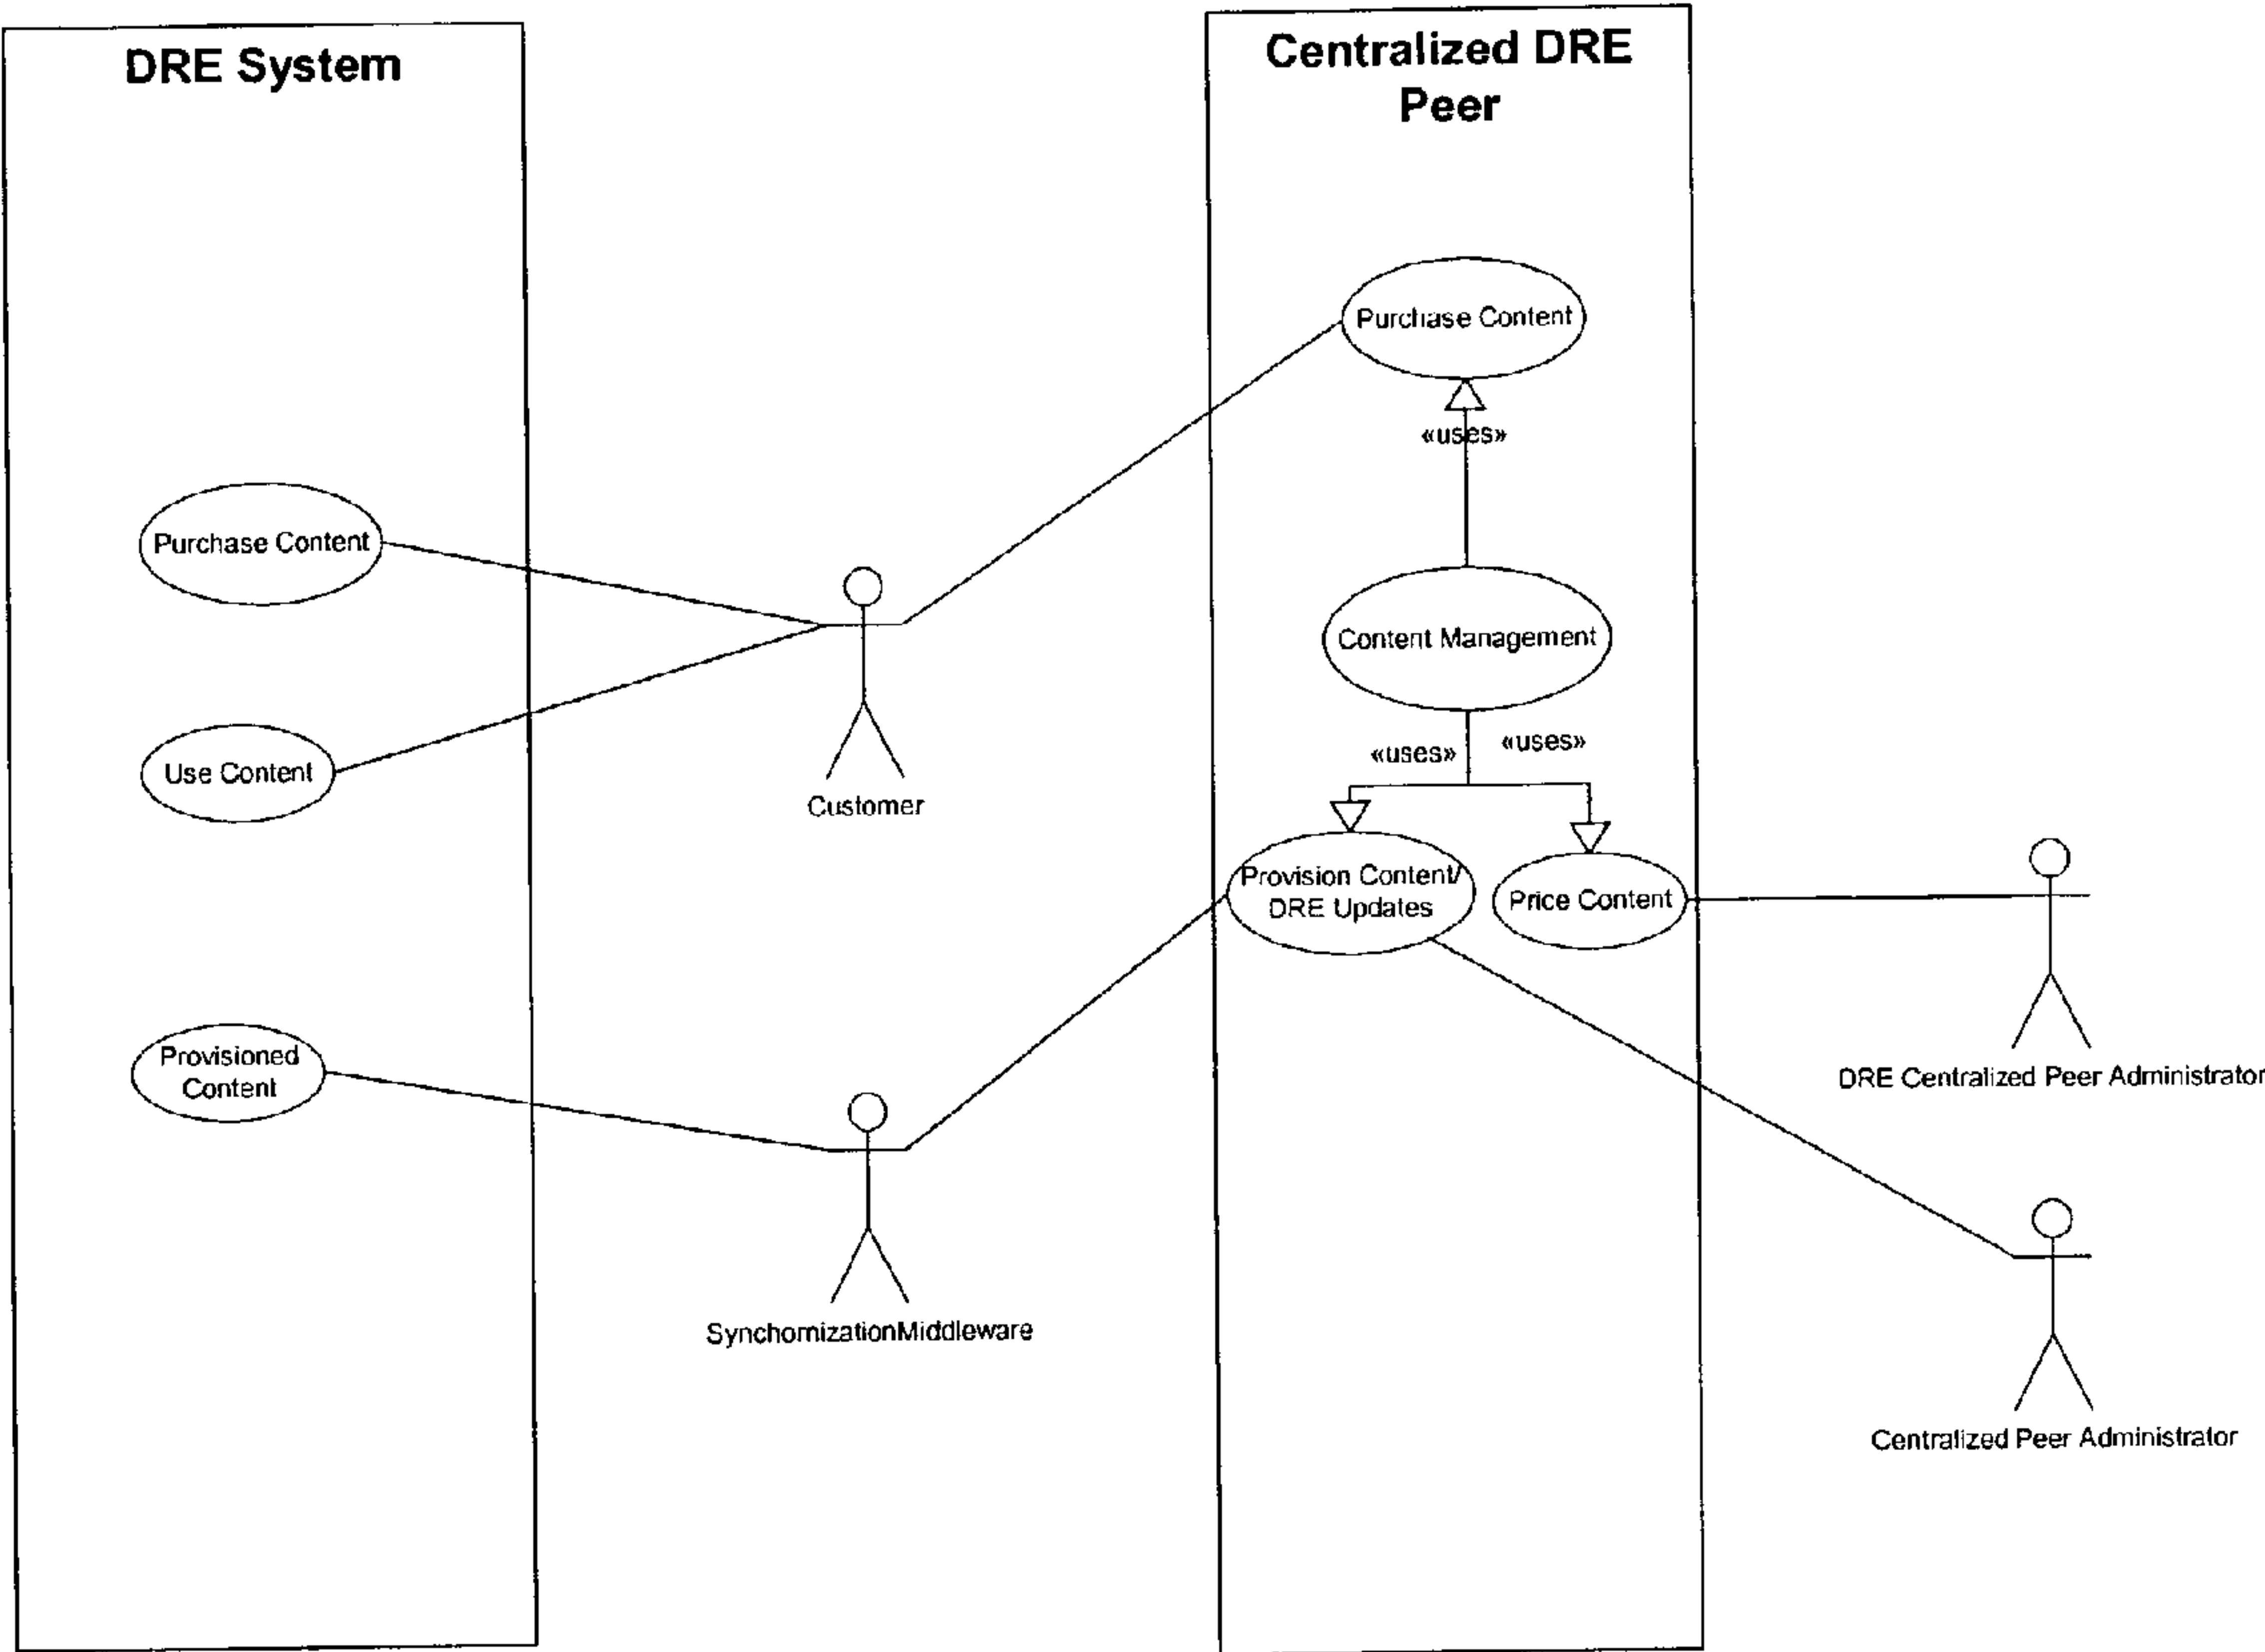 DRE System
Centralized DRE
Peer
Purchase Content
«uses»
Purchase Content
Content Management
«uses»
«uses»
Use Content
Customer
Provision Content/
DRE Updates
Price Content
Provisioned
Content
DRE Centralized Peer Administrator
SynchornizationMiddleware
Centralized Peer Administrator